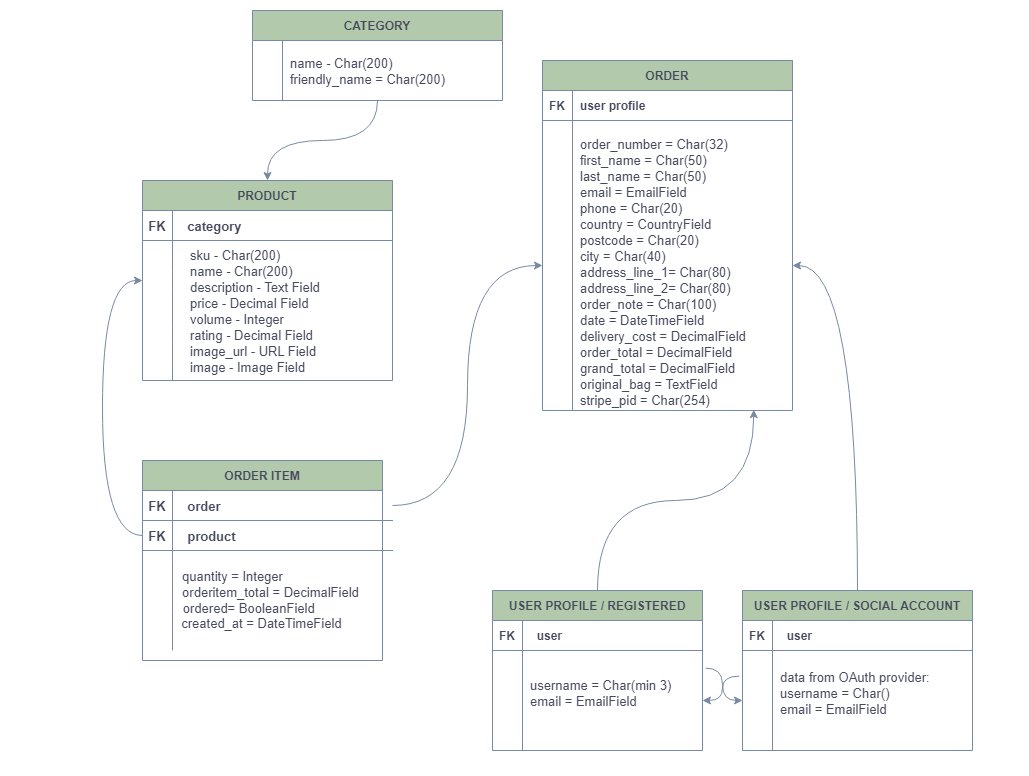 CATEGORY
name - Char(200)
friendly_name = Char(200)
ORDER
FK user profile
order_number = Char(32)
first_name = Char(50)
last_name = Char(50)
email = EmailField
phone = Char(20)
country = CountryField
postcode = Char(20)
city = Char(40)
address_line_1= Char(80)
address_line_2= Char(80)
order_note = Char(100)
date = DateTimeField
delivery_cost = DecimalField
order_total = DecimalField
grand_total = DecimalField
original_bag = TextField
stripe_pid = Char(254)
PRODUCT
FK category
sku - Char(200)
name - Char(200)
description - Text Field
price - Decimal Field
volume - Integer
rating - Decimal Field
image_url - URL Field
image - Image Field
ORDER ITEM
FK order
FK product
quantity = Integer
orderitem_total = DecimalField
ordered= BooleanField
created_at = DateTimeField
USER PROFILE / REGISTERED
FK user
username = Char(min 3)
email = EmailField
USER PROFILE / SOCIAL ACCOUNT
FK user
data from OAuth provider:
username = Char()
email = EmailField